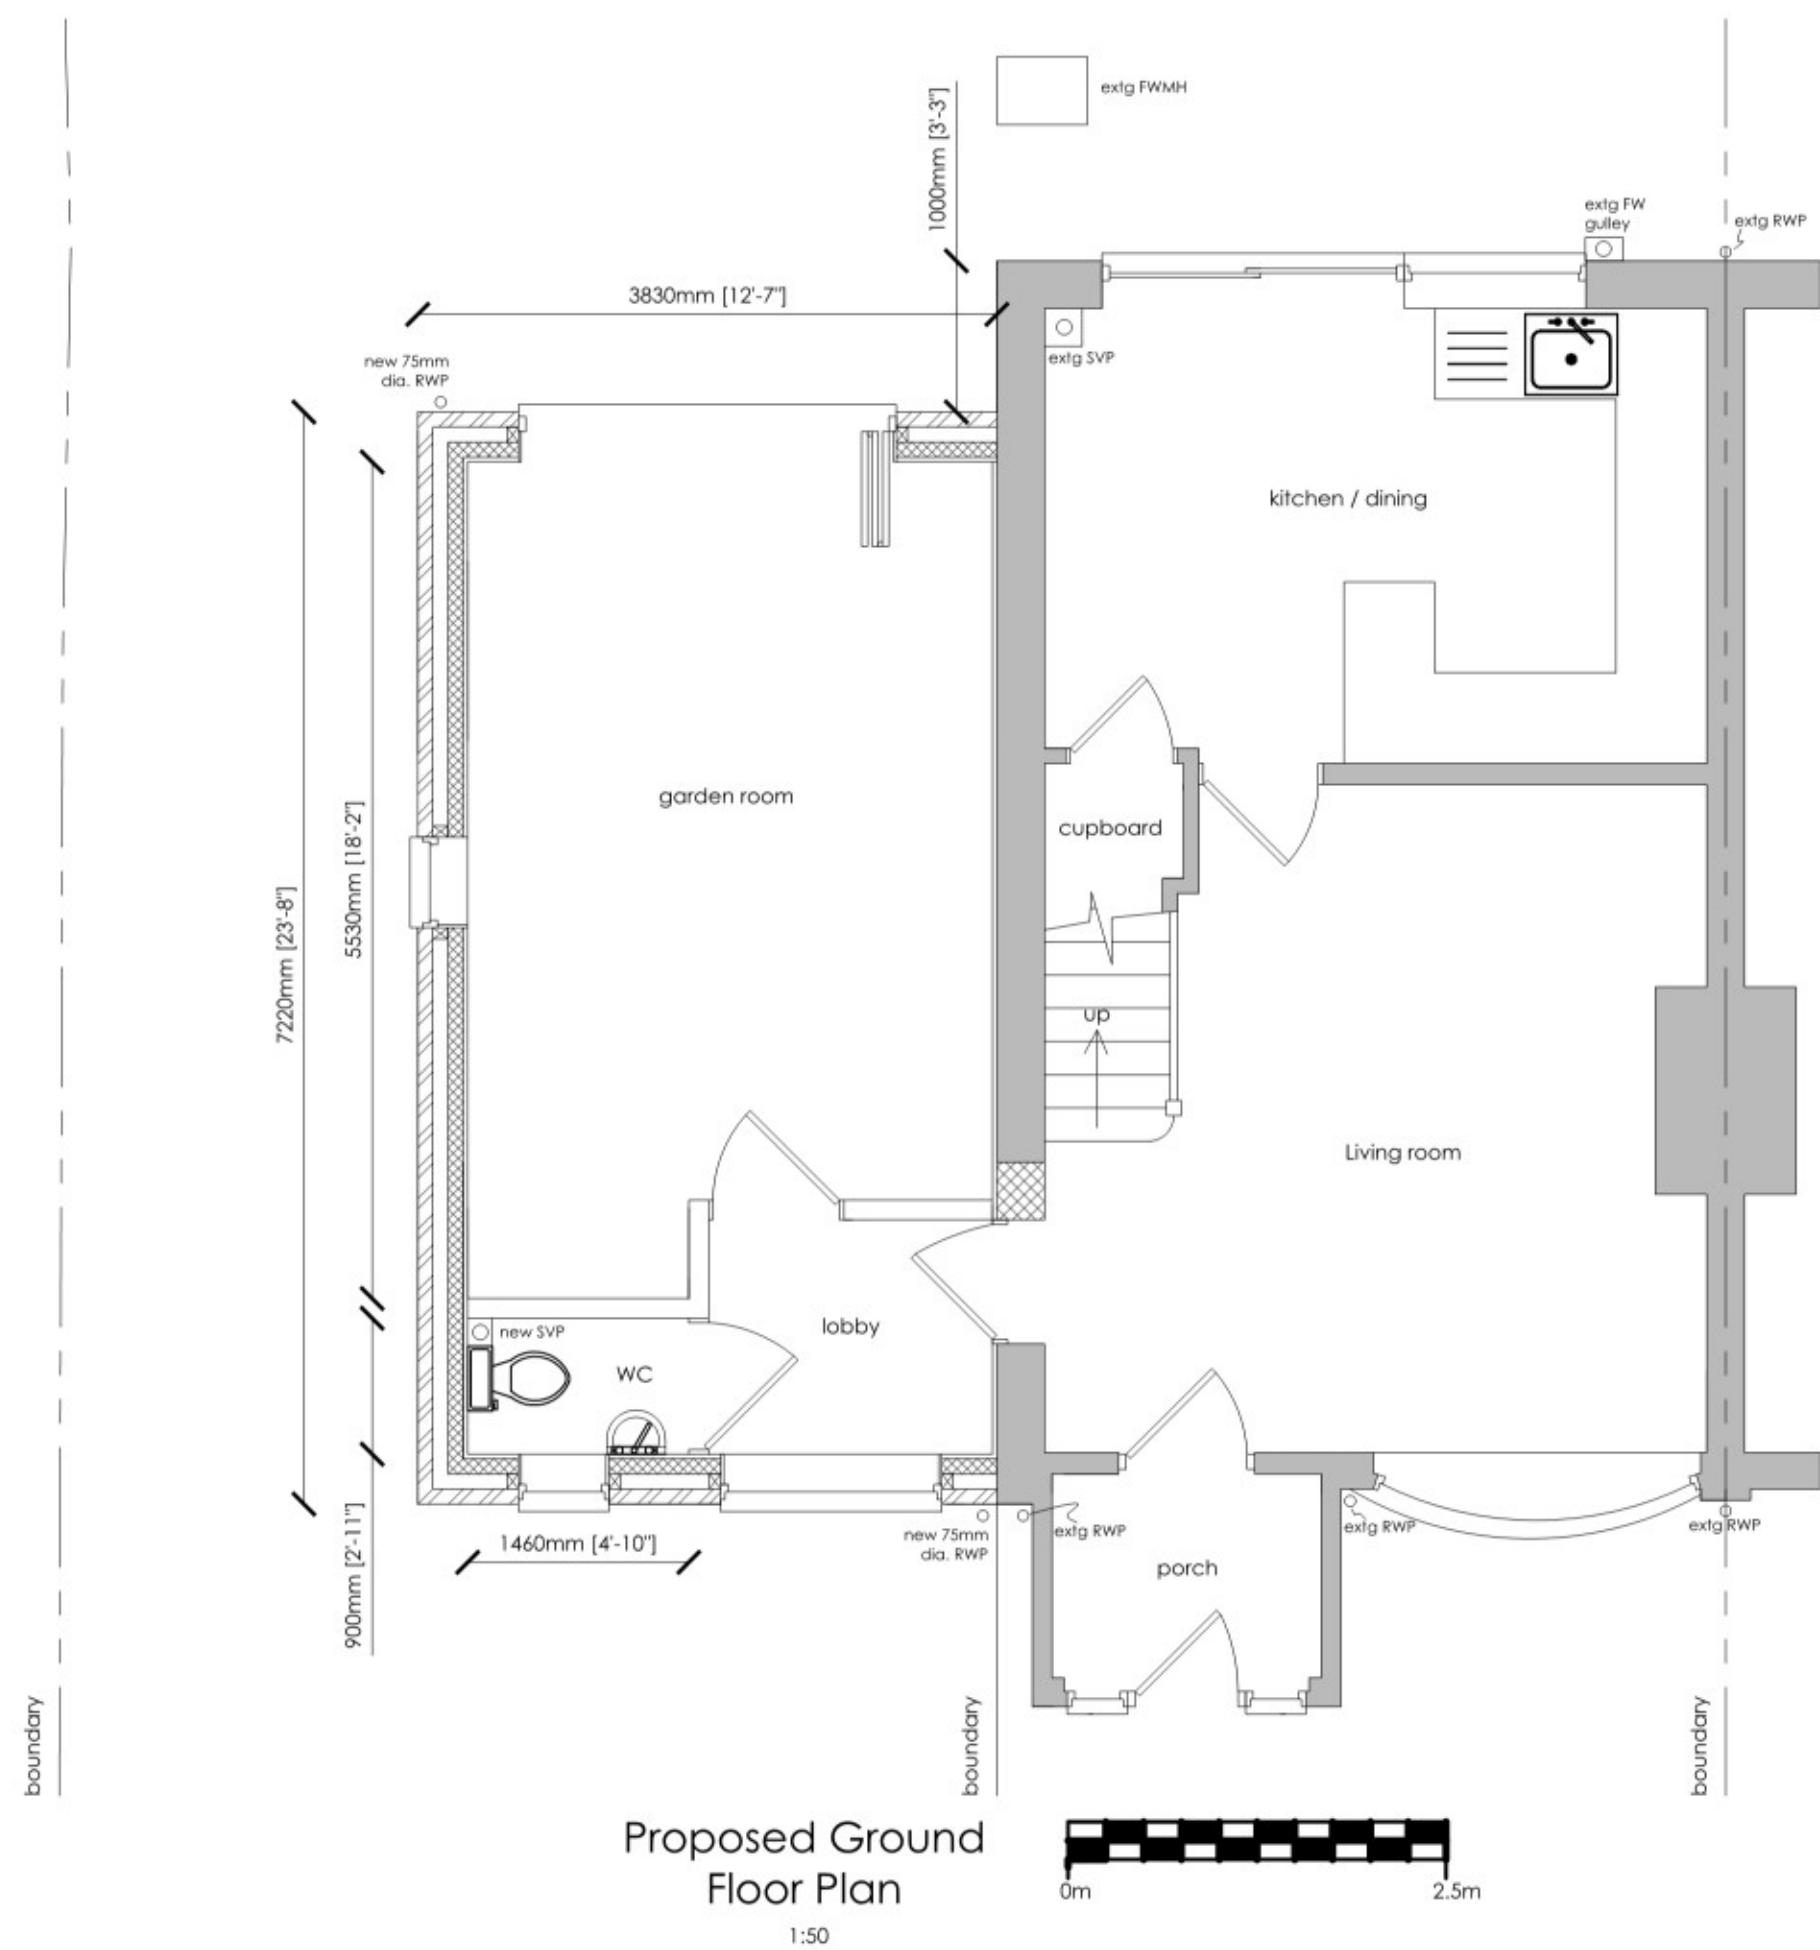 extg FWMH
1000mm [3'-3"]
extg FW
gulley
extg RWP
3830mm [12'-7"]
new 75mm
dia. RWP
extg SVP
kitchen / dining
garden room
cupboard
5530mm [18'-2"]
7220mm [23'-8"]
up
Living room
new SVP
lobby
WC
900mm [2'-11"]
1460mm [4'-10"]
new 75mm
dia. RWP
extg RWP
extg RWP
extg RWP
porch
boundary
boundary
boundary
Proposed Ground
Floor Plan
1:50
0m
2.5m